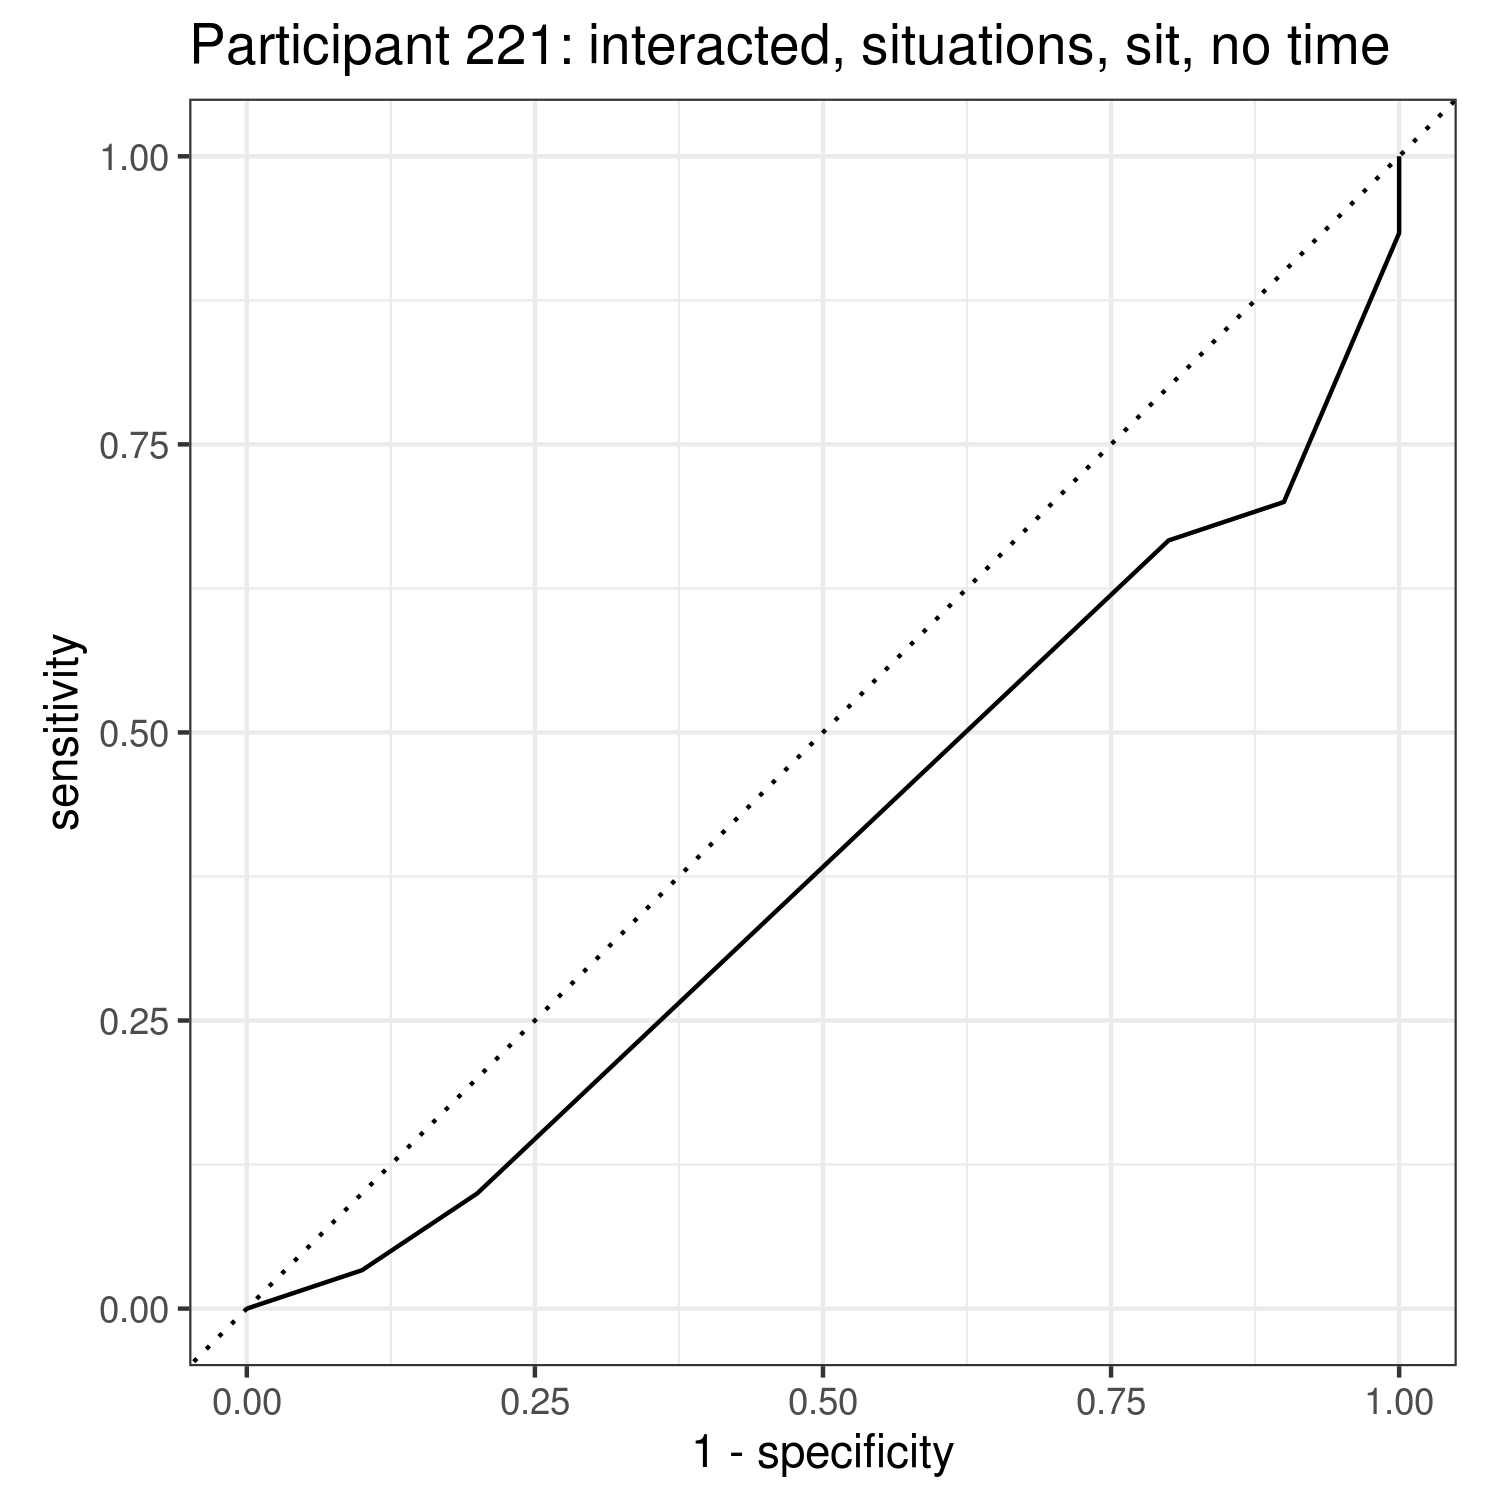 Participant 221: interacted, situations, sit, no time
1.00
0.75
0.50
0.25
0.00
sensitivity
0.00 0.25 0.50 0.75 1.00
1 - specificity